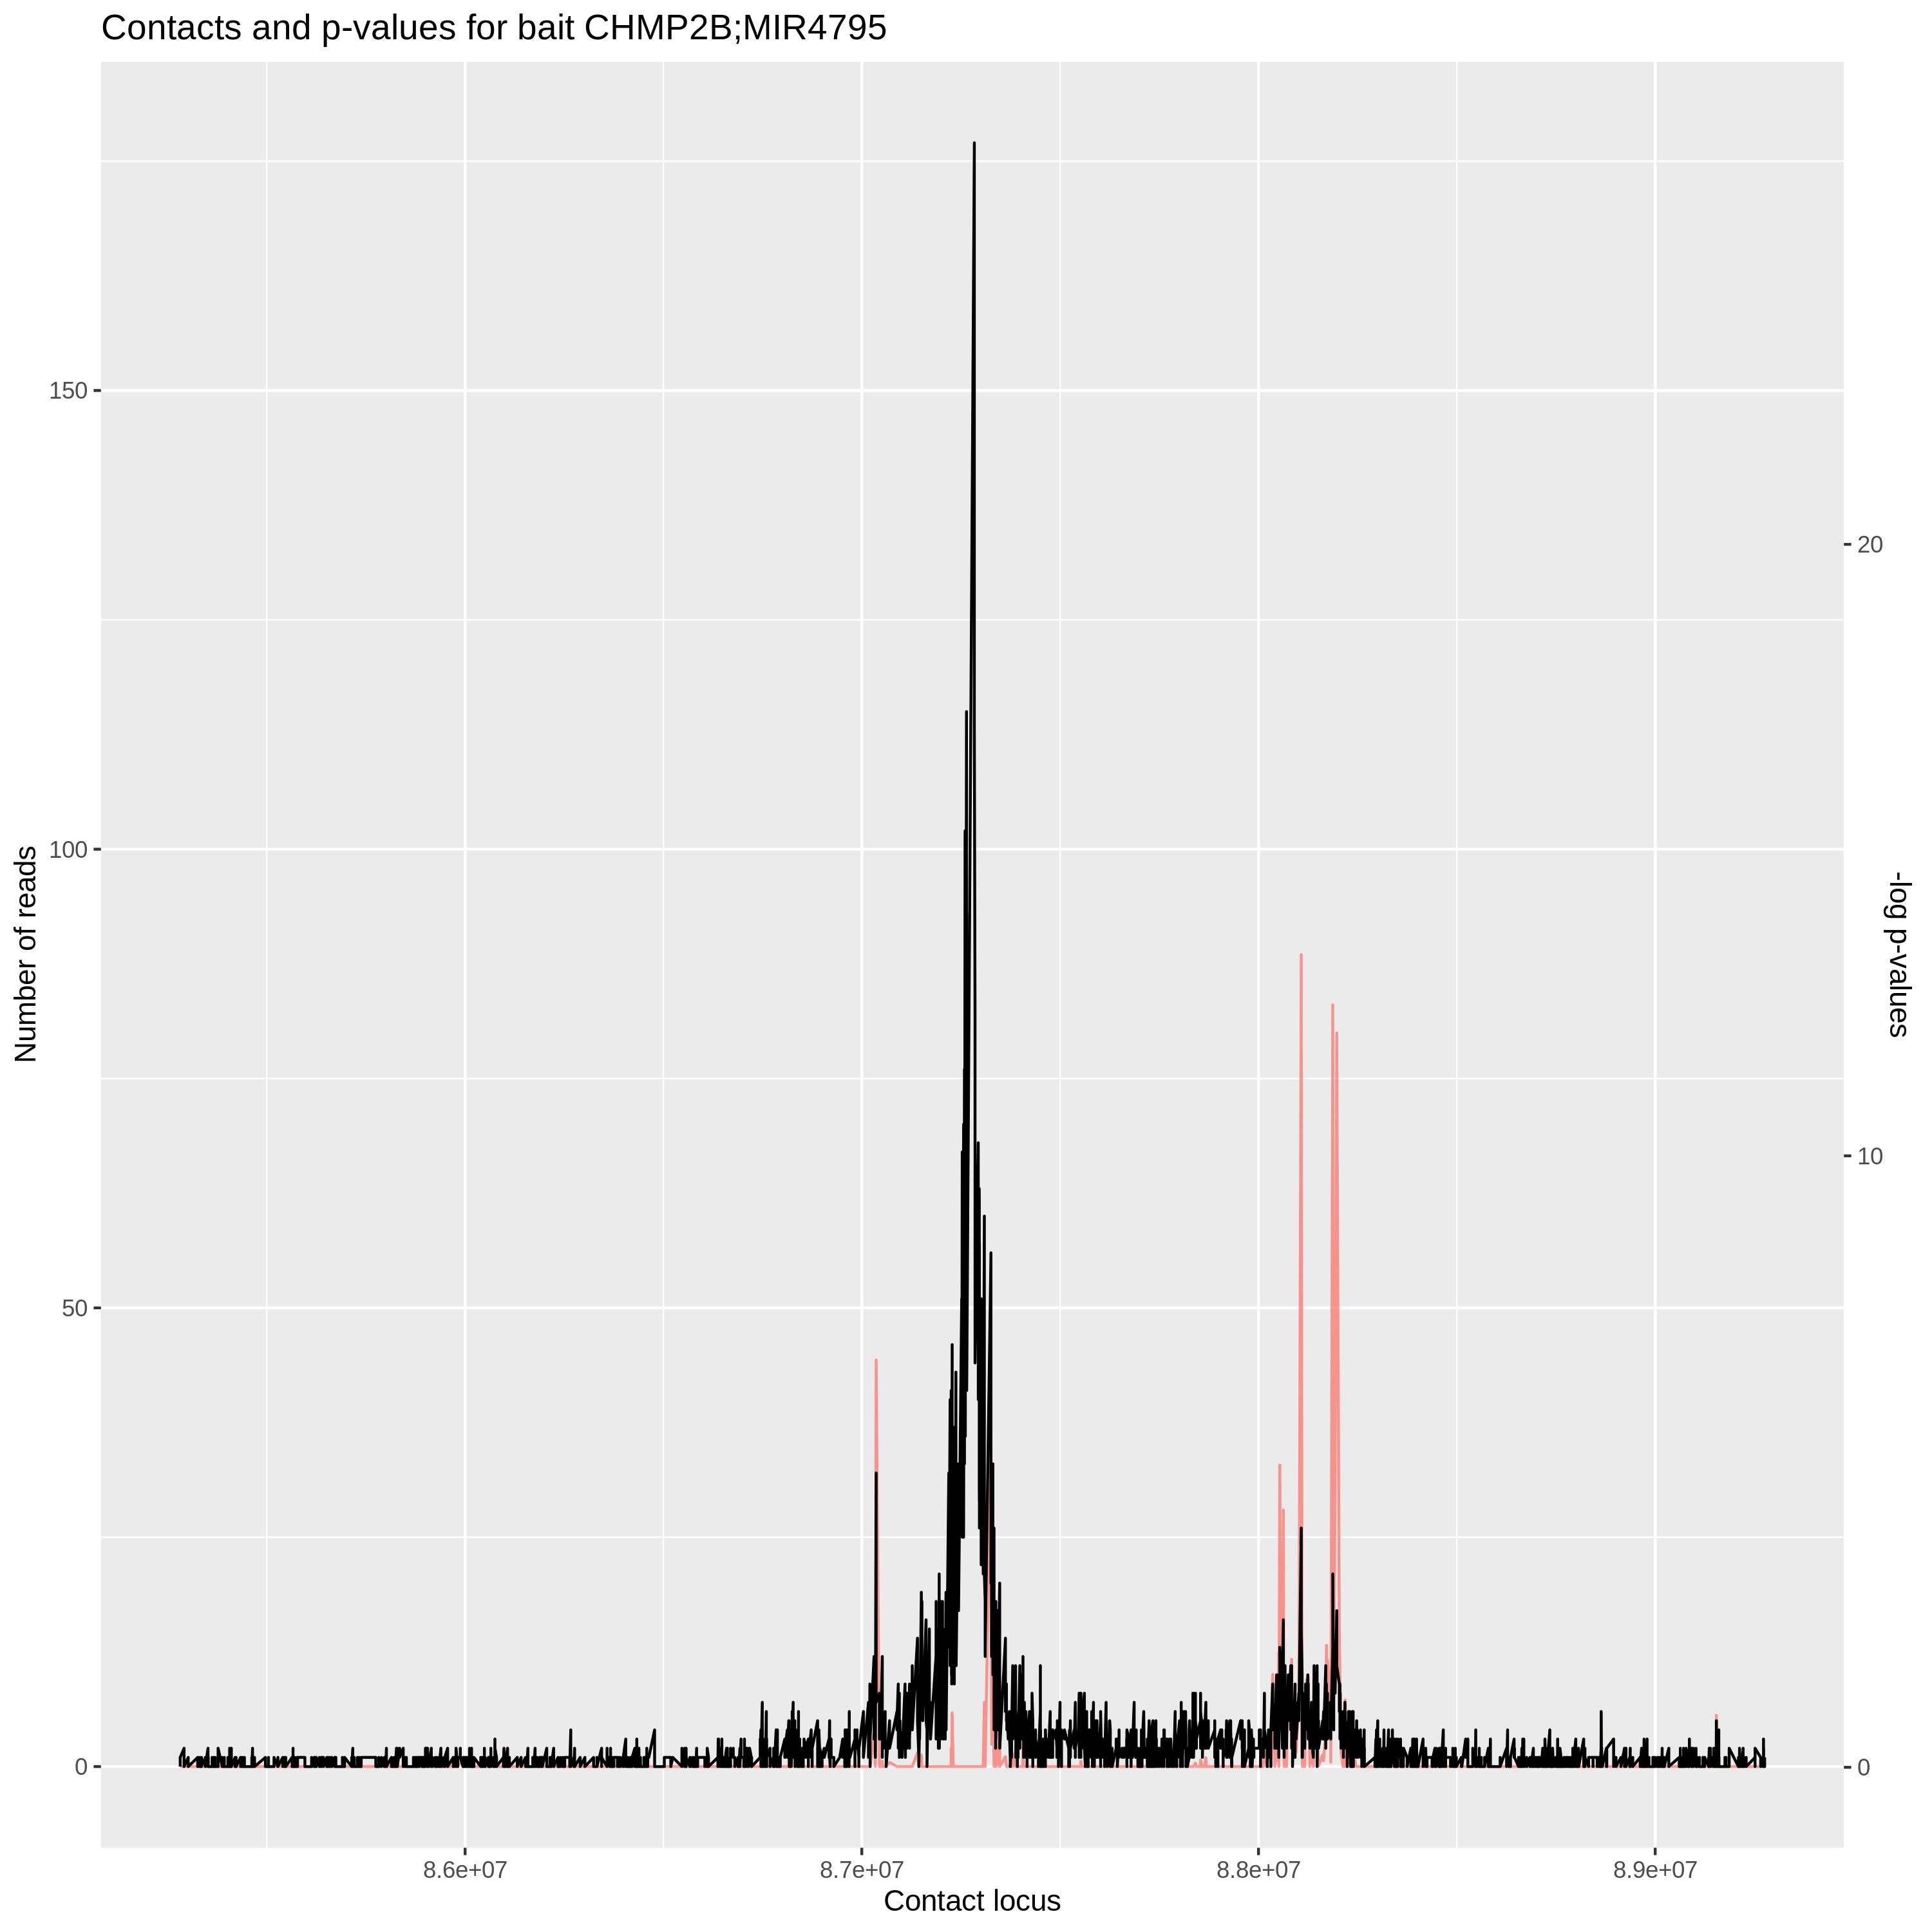 Contacts and p-values for bait CHMP2B;MIR4795
Number of reads
150
100
50
0
20
10
0
-log p-values
8.6e+07
8.7e+07
8.8e+07
8.9e+07
Contact locus